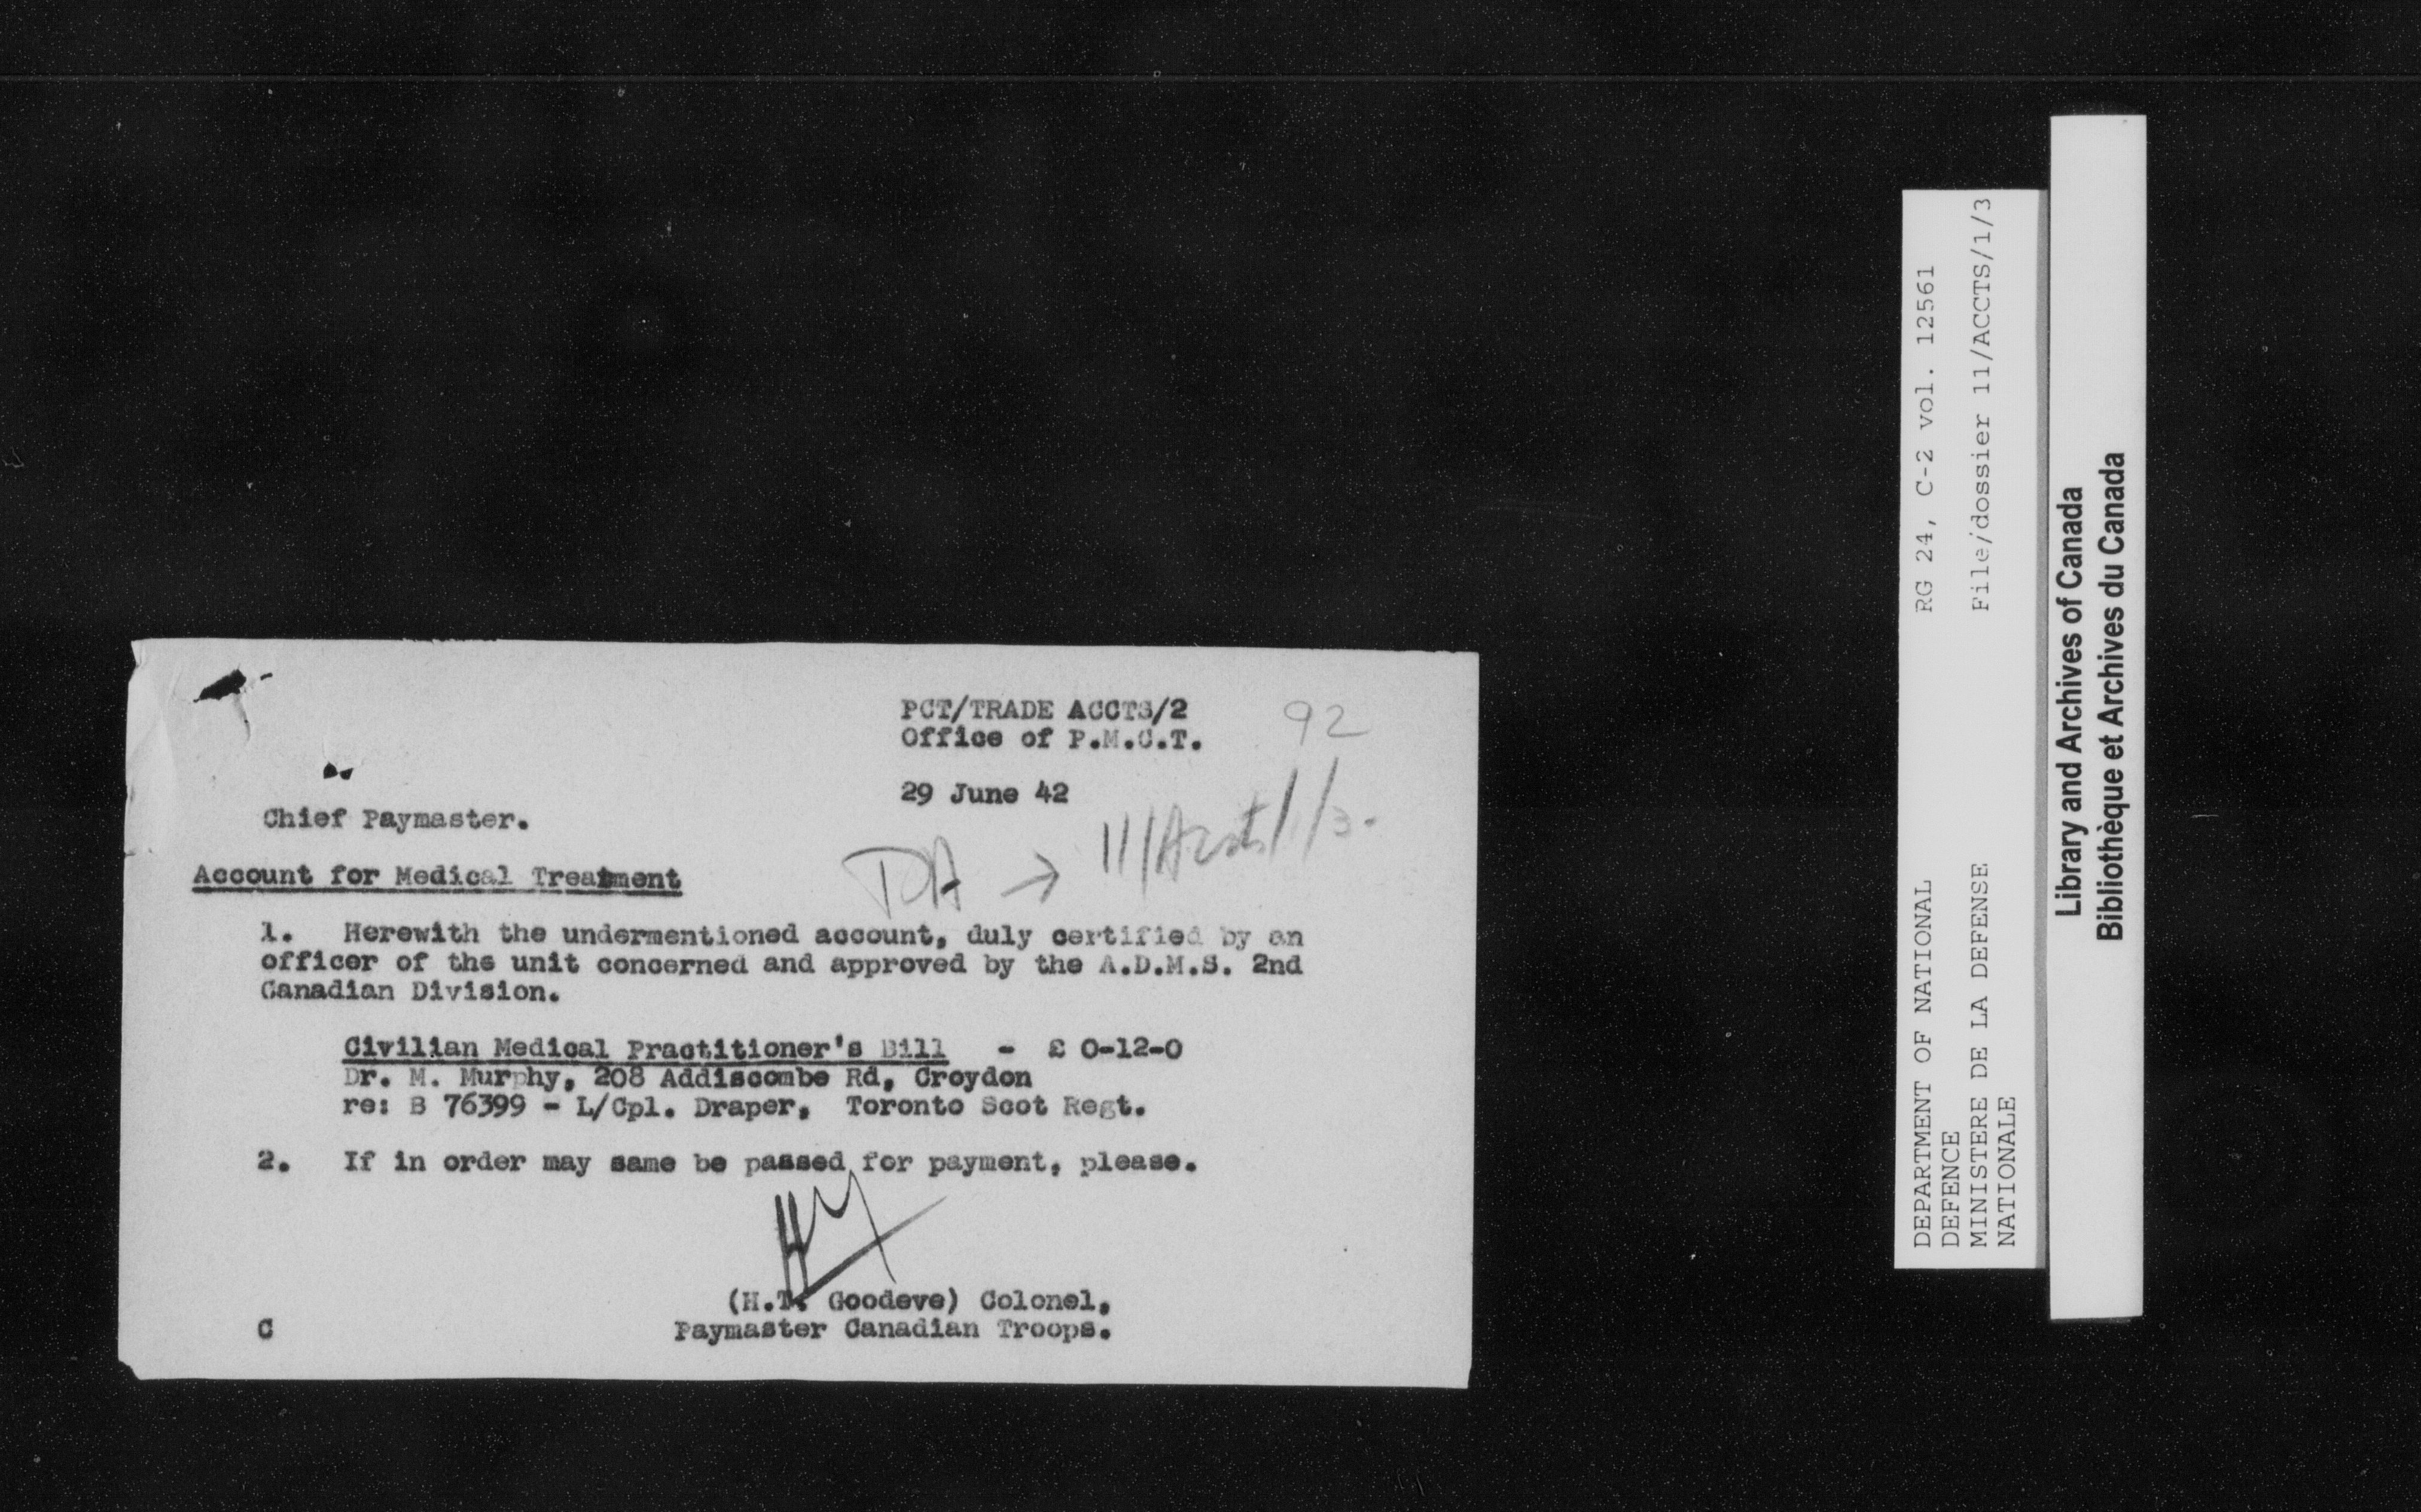 PCT/TRADE ACCTS/2
Office of P.M.C.T.
92
29 June 42
Chief Paymaster.
11/Accts/1/3.
Account for Medical Treatment
1. Herewith the undermentioned account, duly certified by an
officer of the unit concerned and approved by the A.D.M.S. 2nd
Canadian Division.
Civilian Medical Practitioner's Bill - £ 0-12-0
Dr. M. Murphy, 208 Addiscombe Rd, Croydon
re: B 76399 - L/Cpl. Draper, Toronto Scot Regt.
2. If in order may same be passed for payment, please.
(H.T. Goodeve) Colonel,
C Paymaster Canadian Troops.
DEPARTMENT OF NATIONAL RG 24, C-2 vol. 12561
DEFENCE
MINISTERE DE LA DEFENSE File/dossier 11/ACCTS/1/3
NATIONALE
Library and Archives of Canada
Bibliothèque et Archives du Canada